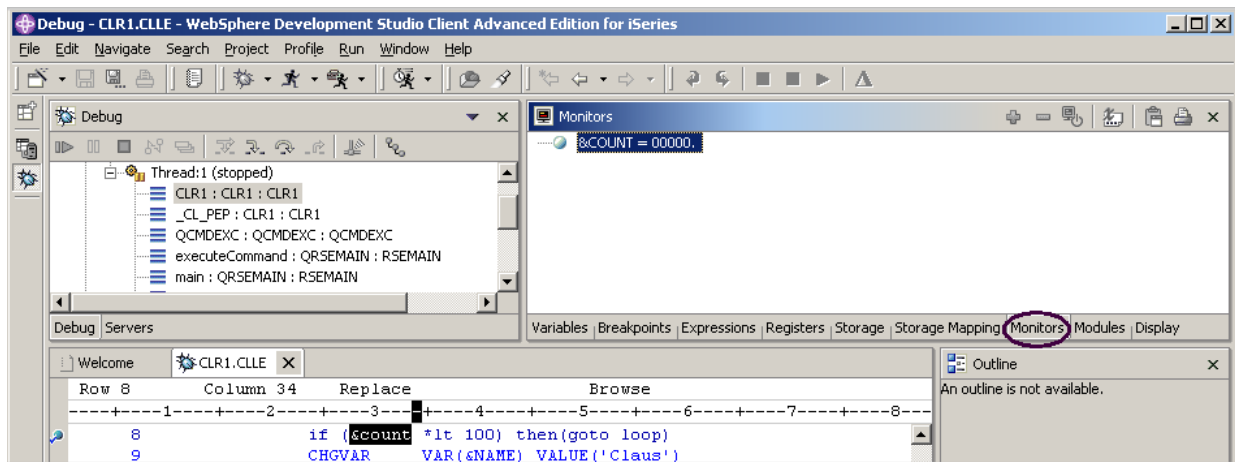 Debug - CLR1.CLLE - WebSphere Development Studio Client Advanced Edition for iSeries
File Edit Navigate Search Project Profile Run Window Help
Debug
Monitors
&COUNT = 00000.
Thread:1 (stopped)
CLR1 : CLR1 : CLR1
_CL_PEP : CLR1 : CLR1
QCMDEXC : QCMDEXC : QCMDEXC
executeCommand : QRSEMAIN : RSEMAIN
main : QRSEMAIN : RSEMAIN
Debug Servers
Variables Breakpoints Expressions Registers Storage Storage Mapping Monitors Modules Display
Welcome CLR1.CLLE
Outline
Row 8 Column 34 Replace Browse
An outline is not available.
----+----1----+----2----+----3----+----4----+----5----+----6----+----7----+----8---
8 if (&count *lt 100) then(goto loop)
9 CHGVAR VAR(&NAME) VALUE('Claus')